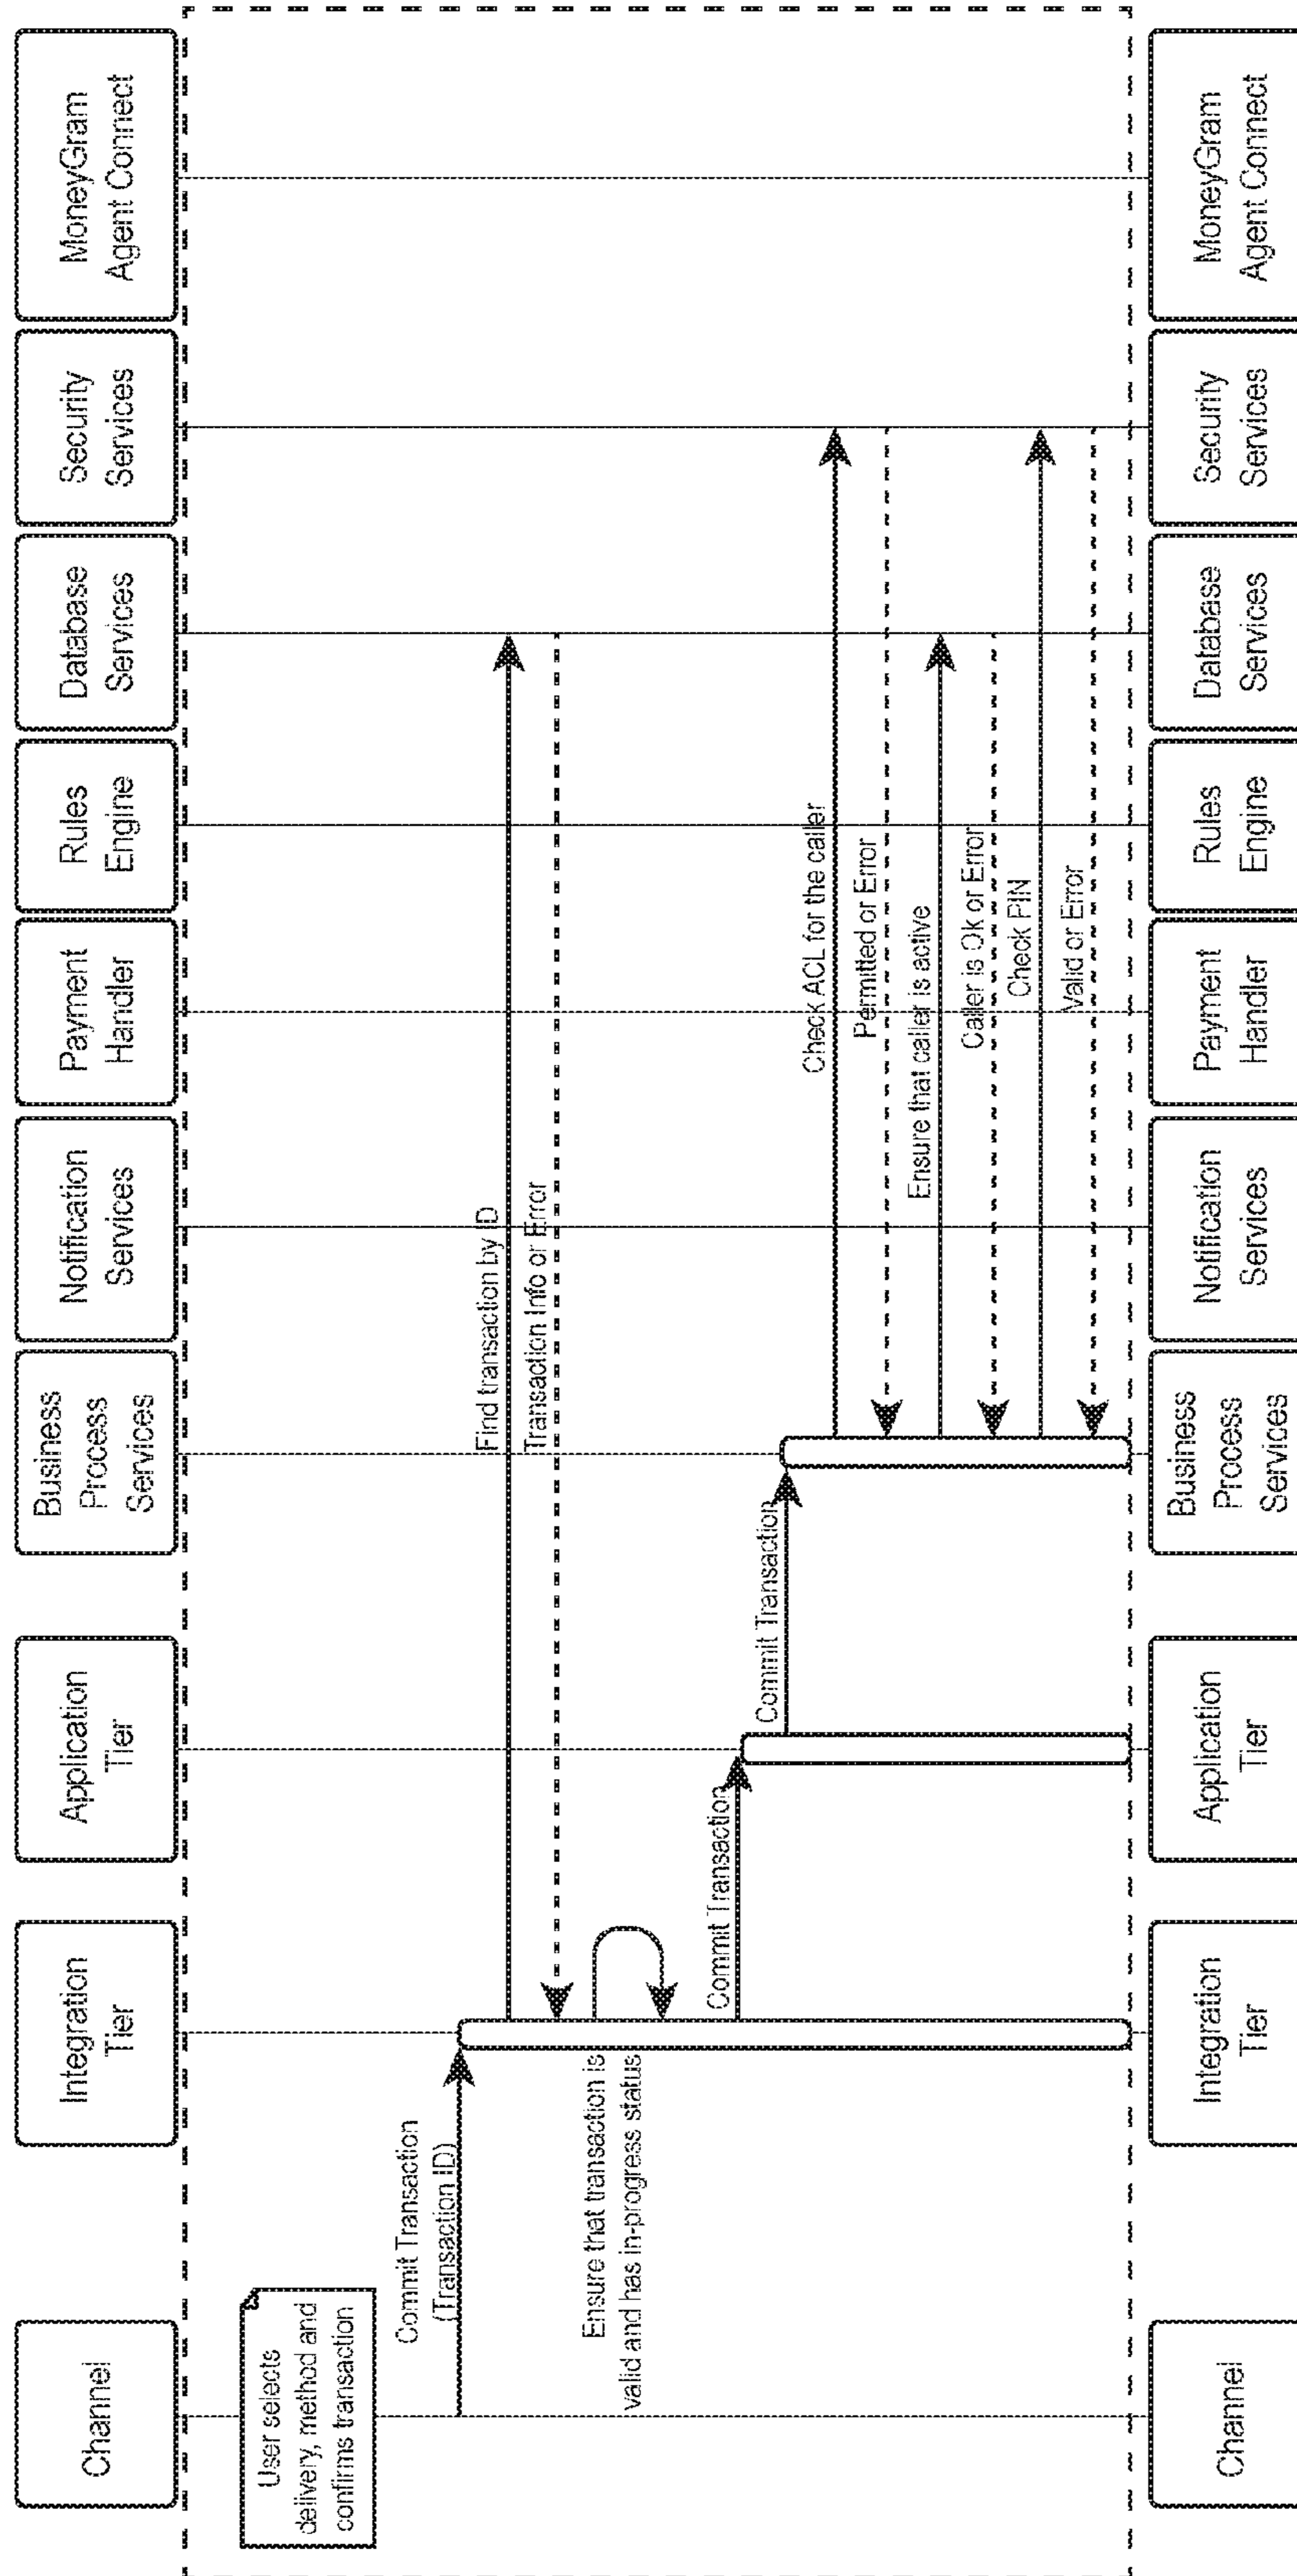 Channel
Integration
Tier
Application
Tier
Business
Process
Services
Notification
Services
Payment
Handler
Rules
Engine
Database
Services
Security
Services
MoneyGram
Agent Connect
User selects
delivery, method and
confirms transaction
Commit Transaction
(Transaction ID)
Find transaction by ID
Transaction Info or Error
Ensure that transaction is
valid and has in-progress status
Commit Transaction
Commit Transaction
Check ACL for the caller
Permitted or Error
Ensure that caller is active
Caller is Ok or Error
Check PIN
Valid or Error
Channel
Integration
Tier
Application
Tier
Business
Process
Services
Notification
Services
Payment
Handler
Rules
Engine
Database
Services
Security
Services
MoneyGram
Agent Connect